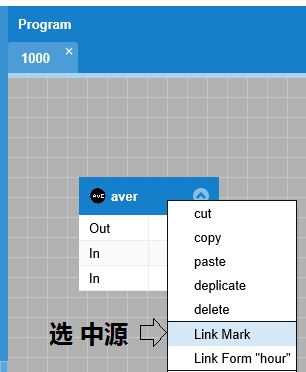 Program
1000 ×
AVE aver
Out
In
In
cut
copy
paste
deplicate
delete
Link Mark
Link Form "hour"
选 中源